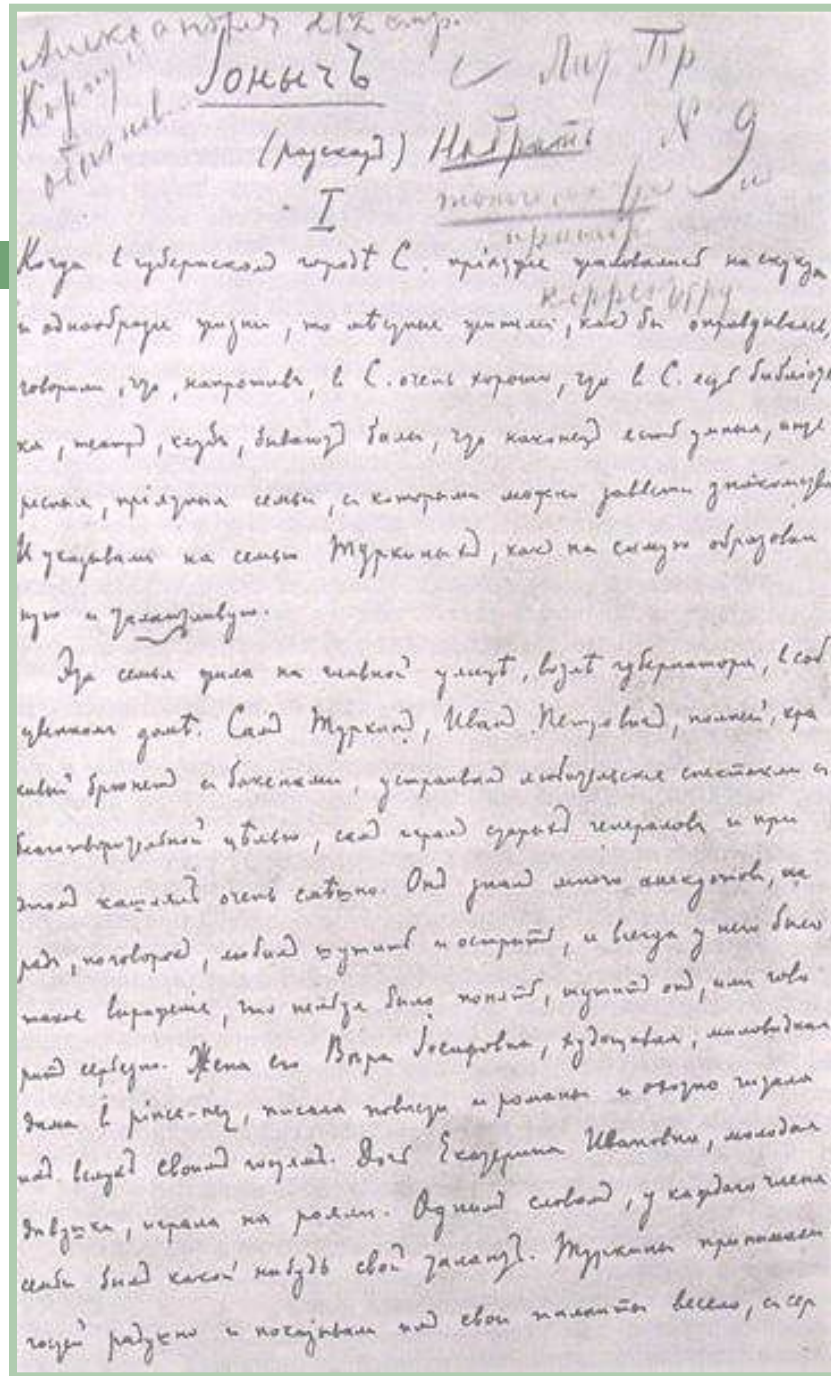 Іонычъ
(разсказъ) Набрать
№ 9
I
корректуру
Когда въ губернскомъ городѣ С. пріѣзжіе жаловались на скуку
и однообразіе жизни, то мѣстные жители, какъ бы оправдываясь,
говорили, что, напротивъ, въ С. очень хорошо, что въ С. есть библіоте
ка, театръ, клубъ, бываютъ балы, что наконецъ есть умныя, инте
ресныя, пріятныя семьи, съ которыми можно завести знакомства.
И указывали на семью Туркиныхъ, какъ на самую образован
ную и талантливую.
Эта семья жила на главной улицѣ, возлѣ губернатора, въ соб
ственномъ домѣ. Самъ Туркинъ, Иванъ Петровичъ, полный, кра
сивый брюнетъ съ бакенами, устраивалъ любительскіе спектакли съ
благотворительной цѣлью, самъ игралъ старыхъ генераловъ и при
этомъ кашлялъ очень смѣшно. Онъ зналъ много анекдотовъ, ша
радъ, поговорокъ, любилъ шутить и острить, и всегда у него было
такое выраженіе, что нельзя было понять, шутитъ онъ, или гово
ритъ серьезно. Жена его Вѣра Іосифовна, худощавая, миловидная
дама въ pince-nez, писала повѣсти и романы и охотно читала
ихъ вслухъ своимъ гостямъ. Дочь Екатерина Ивановна, молодая
дѣвушка, играла на рояли. Однимъ словомъ, у каждаго члена
семьи былъ какой нибудь свой талантъ. Туркины принимали
гостей радушно и показывали имъ свои таланты весело, съ сер